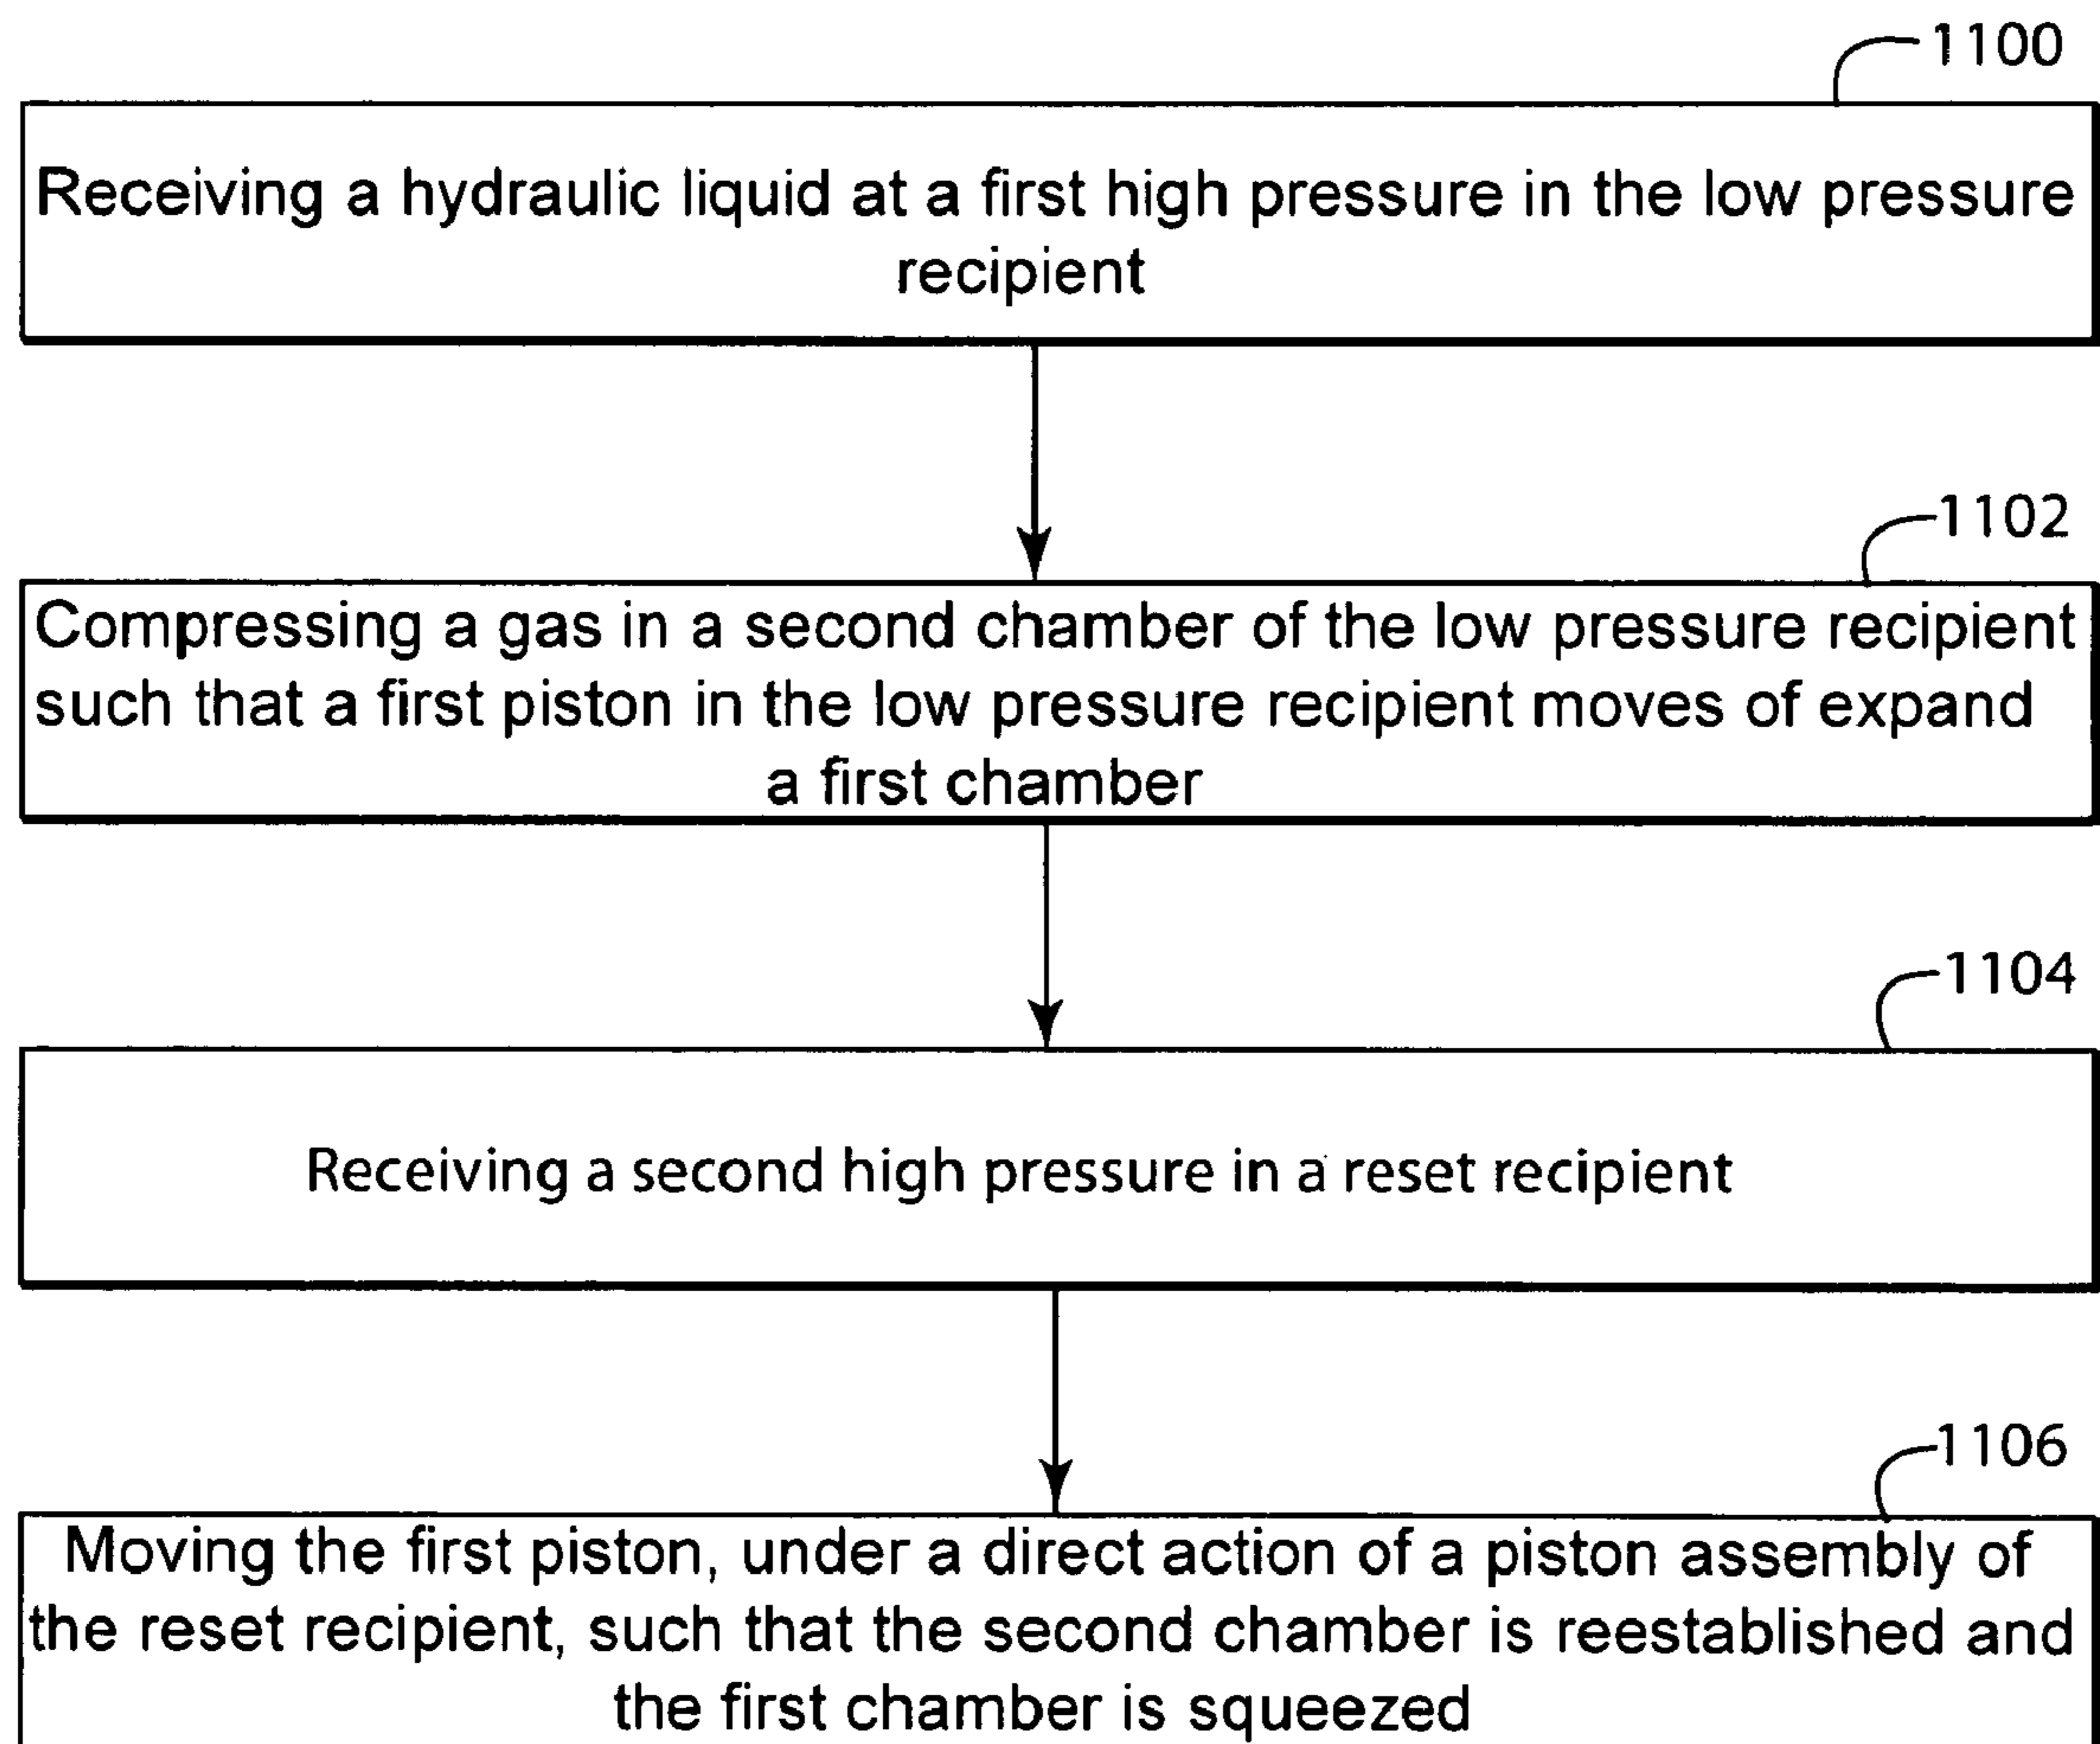 1100
Receiving a hydraulic liquid at a first high pressure in the low pressure
recipient
1102
Compressing a gas in a second chamber of the low pressure recipient
such that a first piston in the low pressure recipient moves of expand
a first chamber
1104
Receiving a second high pressure in a reset recipient
1106
Moving the first piston, under a direct action of a piston assembly of
the reset recipient, such that the second chamber is reestablished and
the first chamber is squeezed